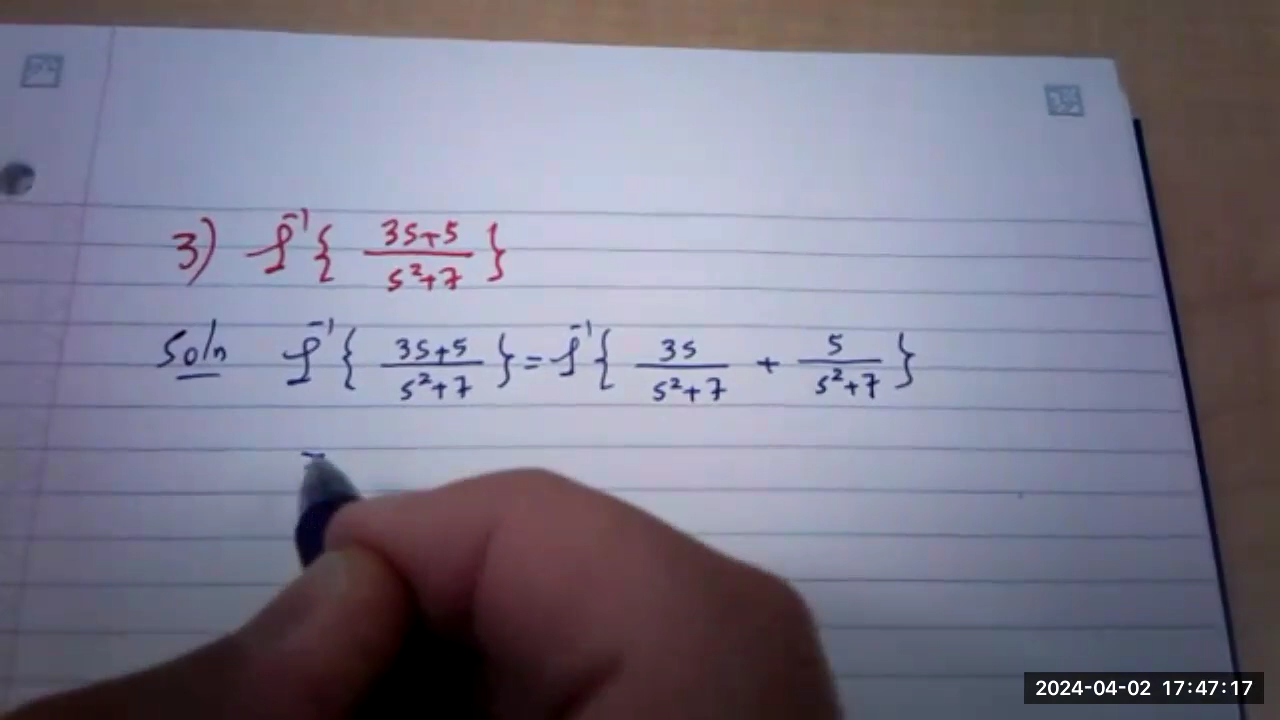 3) ℒ⁻¹{ (3s+5)/(s²+7) }
Soln ℒ⁻¹{ (3s+5)/(s²+7) } = ℒ⁻¹{ 3s/(s²+7) + 5/(s²+7) }
2024-04-02 17:47:17